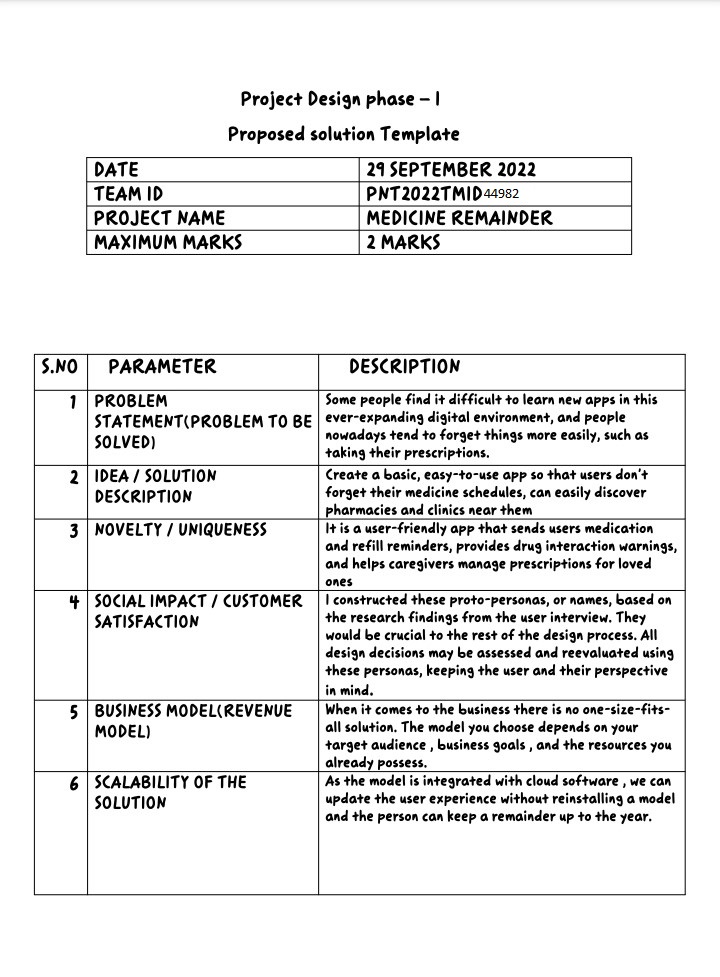 Project Design phase – I
Proposed solution Template
DATE 29 SEPTEMBER 2022
TEAM ID PNT2022TMID44982
PROJECT NAME MEDICINE REMAINDER
MAXIMUM MARKS 2 MARKS
S.NO PARAMETER DESCRIPTION
1 PROBLEM
STATEMENT(PROBLEM TO BE
SOLVED)
Some people find it difficult to learn new apps in this
ever-expanding digital environment, and people
nowadays tend to forget things more easily, such as
taking their prescriptions.
2 IDEA / SOLUTION
DESCRIPTION
Create a basic, easy-to-use app so that users don't
forget their medicine schedules, can easily discover
pharmacies and clinics near them
3 NOVELTY / UNIQUENESS
It is a user-friendly app that sends users medication
and refill reminders, provides drug interaction warnings,
and helps caregivers manage prescriptions for loved
ones
4 SOCIAL IMPACT / CUSTOMER
SATISFACTION
I constructed these proto-personas, or names, based on
the research findings from the user interview. They
would be crucial to the rest of the design process. All
design decisions may be assessed and reevaluated using
these personas, keeping the user and their perspective
in mind.
5 BUSINESS MODEL(REVENUE
MODEL)
When it comes to the business there is no one-size-fits-
all solution. The model you choose depends on your
target audience , business goals , and the resources you
already possess.
6 SCALABILITY OF THE
SOLUTION
As the model is integrated with cloud software , we can
update the user experience without reinstalling a model
and the person can keep a remainder up to the year.